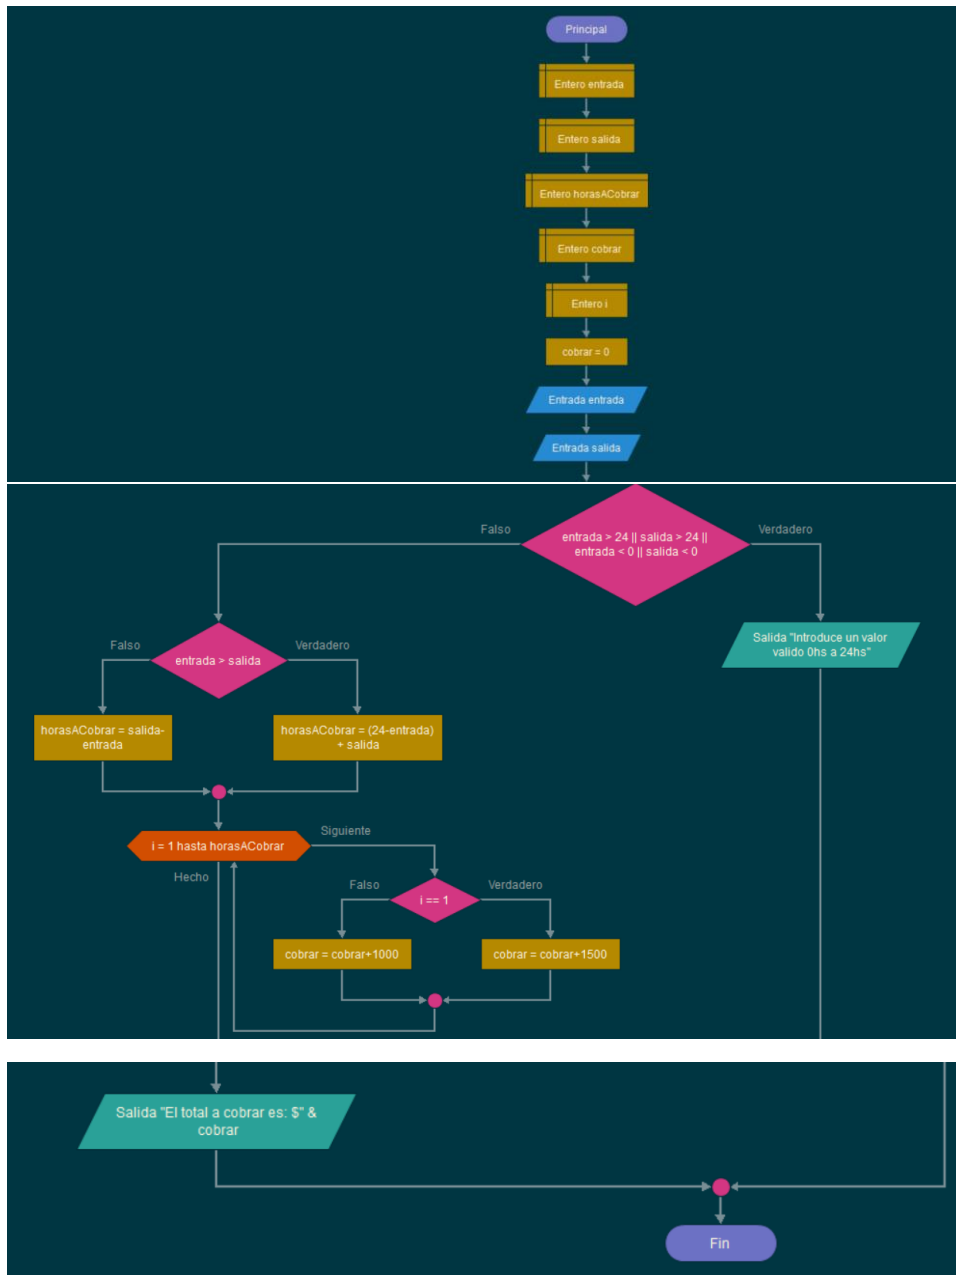 Principal
Entero entrada
Entero salida
Entero horasACobrar
Entero cobrar
Entero i
cobrar = 0
Entrada entrada
Entrada salida
Falso
entrada > 24 || salida > 24 ||
entrada < 0 || salida < 0
Verdadero
Salida "Introduce un valor
valido 0hs a 24hs"
Falso
entrada > salida
Verdadero
horasACobrar = salida-
entrada
horasACobrar = (24-entrada)
+ salida
i = 1 hasta horasACobrar
Siguiente
Hecho
Falso
i == 1
Verdadero
cobrar = cobrar+1000
cobrar = cobrar+1500
Salida "El total a cobrar es: $" &
cobrar
Fin